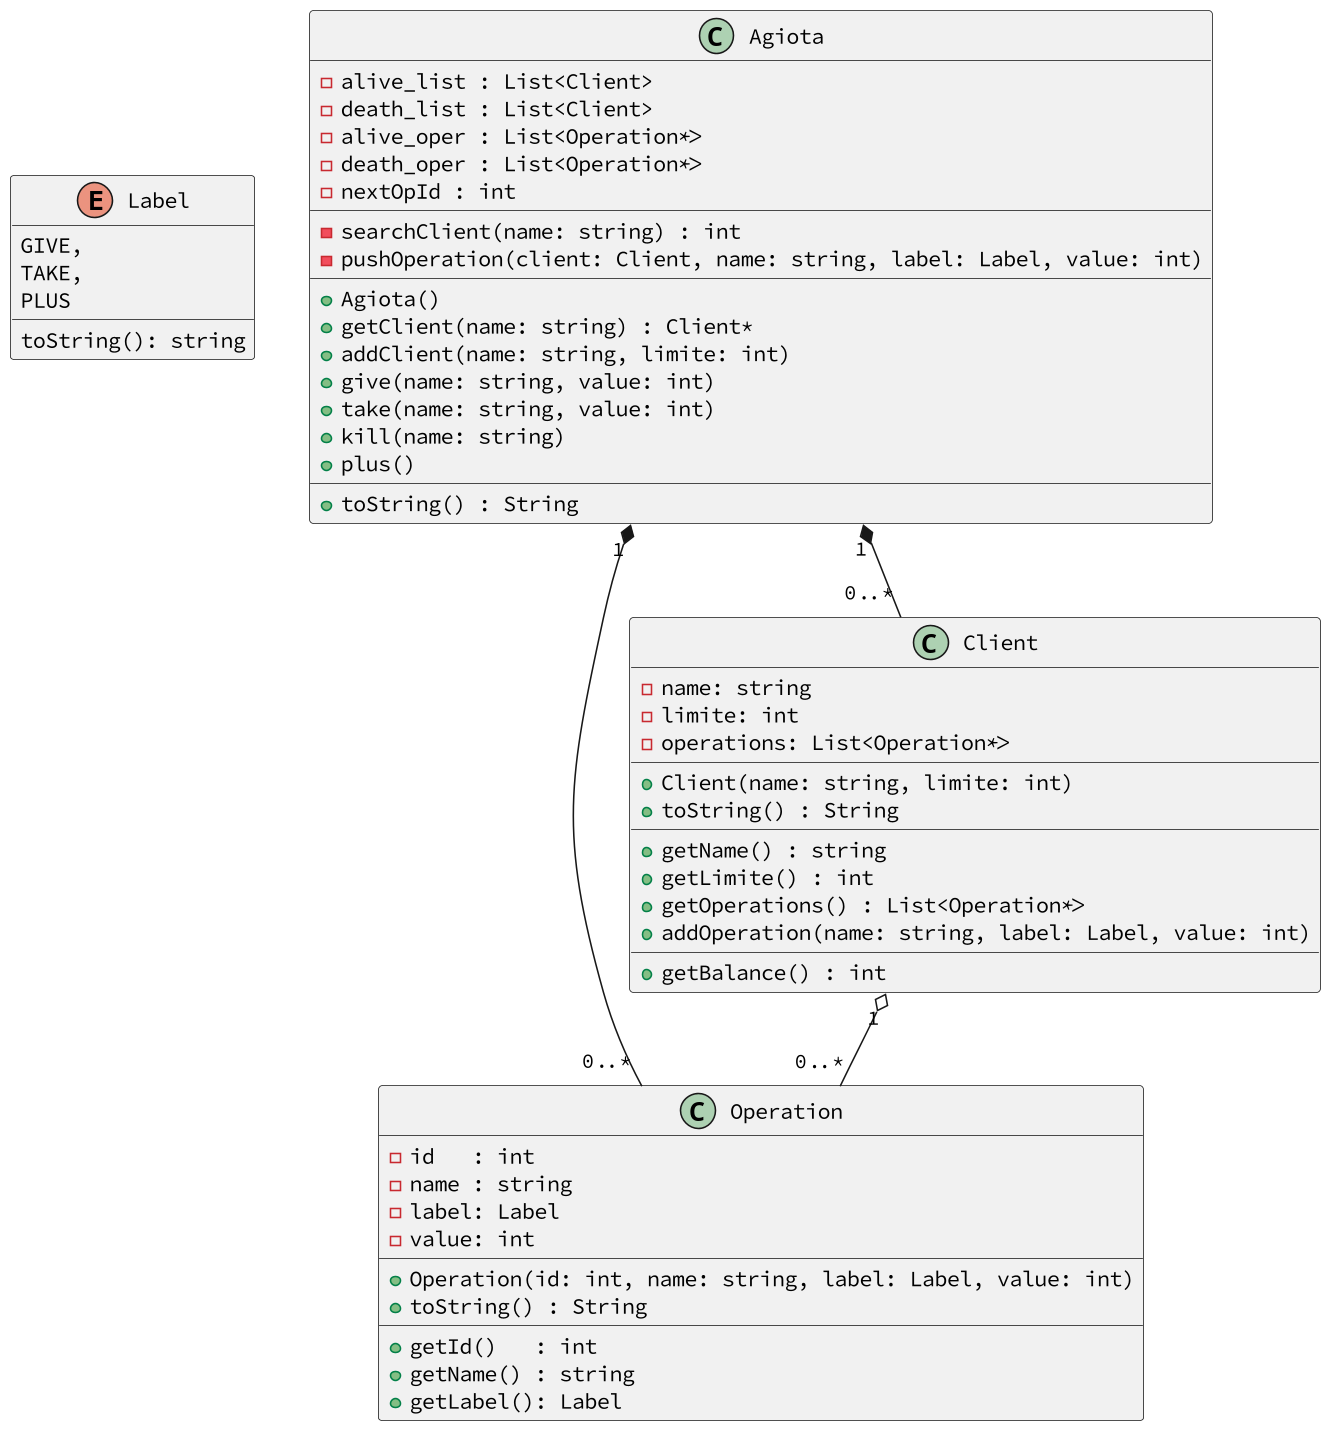 E Label
GIVE,
TAKE,
PLUS
toString(): string
C Agiota
alive_list : List<Client>
death_list : List<Client>
alive_oper : List<Operation*>
death_oper : List<Operation*>
nextOpId : int
searchClient(name: string) : int
pushOperation(client: Client, name: string, label: Label, value: int)
Agiota()
getClient(name: string) : Client*
addClient(name: string, limite: int)
give(name: string, value: int)
take(name: string, value: int)
kill(name: string)
plus()
toString() : String
1
1
0..*
C Client
name: string
limite: int
operations: List<Operation*>
Client(name: string, limite: int)
toString() : String
getName() : string
getLimite() : int
getOperations() : List<Operation*>
addOperation(name: string, label: Label, value: int)
getBalance() : int
1
0..*
0..*
C Operation
id   : int
name : string
label: Label
value: int
Operation(id: int, name: string, label: Label, value: int)
toString() : String
getId()   : int
getName() : string
getLabel(): Label